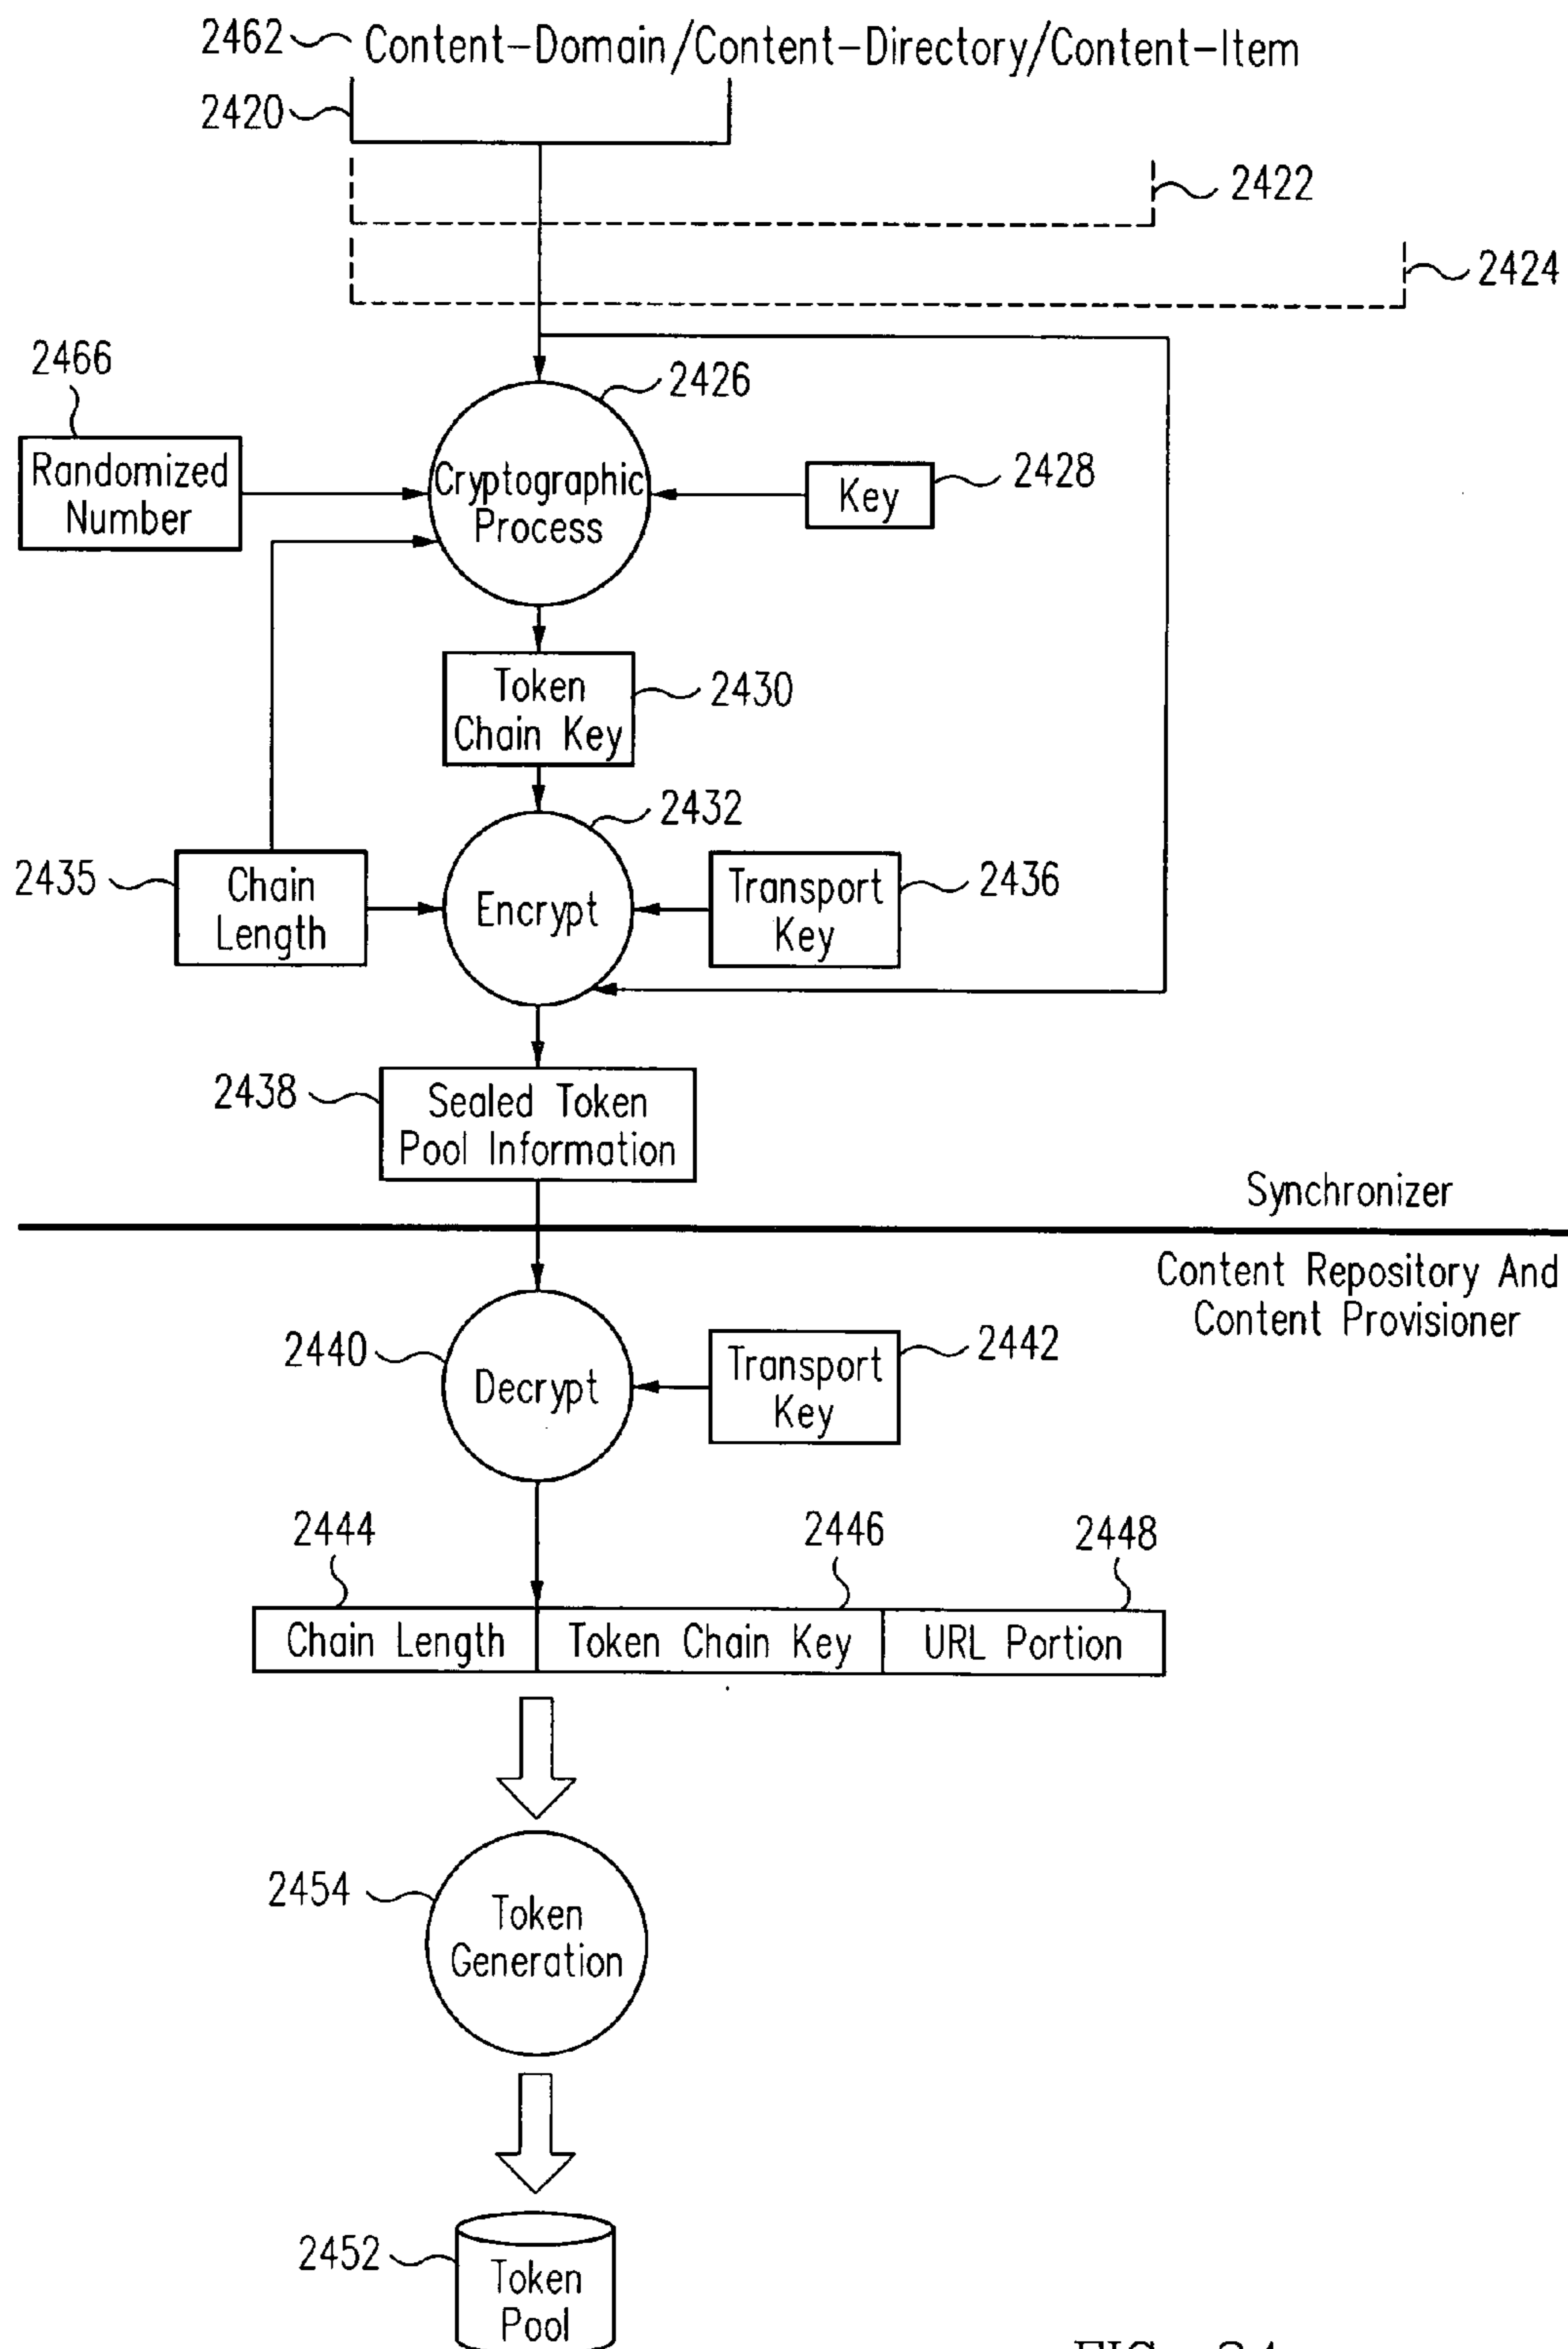 2462 Content-Domain/Content-Directory/Content-Item
2420
2422
2424
2466
2426
Randomized
Number
Cryptographic
Process
Key
2428
Token
Chain Key
2430
2432
2435
Chain
Length
Encrypt
Transport
Key
2436
2438
Sealed Token
Pool Information
Synchronizer
Content Repository And
Content Provisioner
2440
Decrypt
Transport
Key
2442
2444
2446
2448
Chain Length
Token Chain Key
URL Portion
2454
Token
Generation
2452
Token
Pool